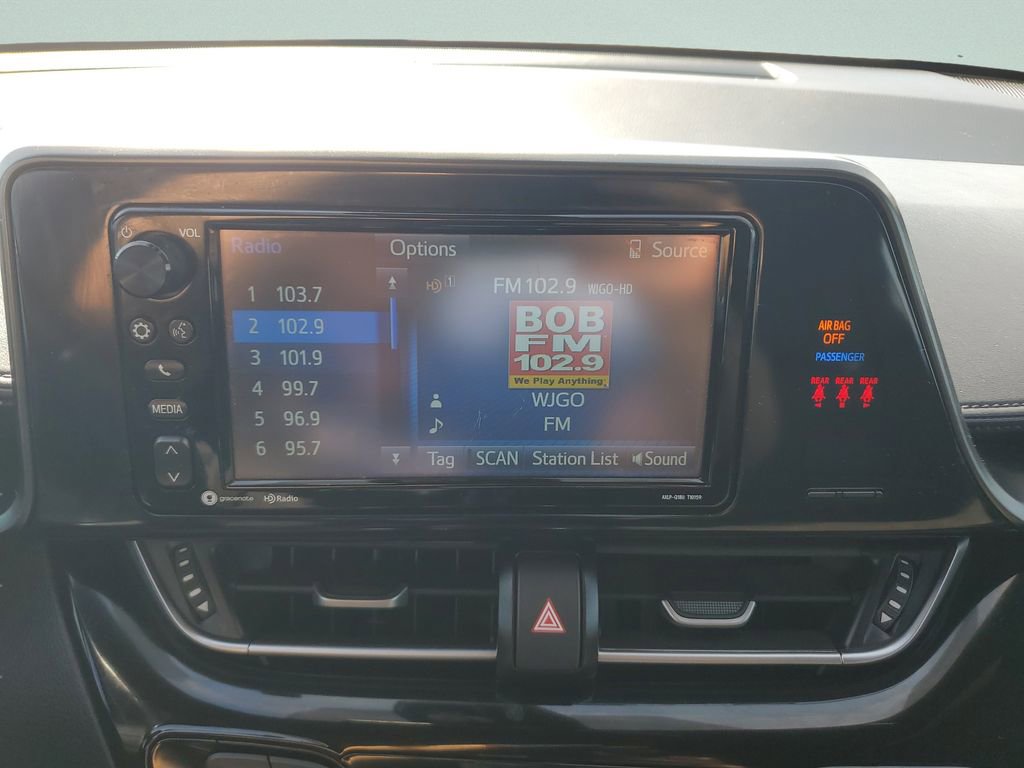 VOL
Radio
Options
Source
1 103.7
2 102.9
3 101.9
4 99.7
5 96.9
6 95.7
HD 1
FM 102.9 WJGO-HD
BOB
FM
102.9
We Play Anything
WJGO
FM
Tag
SCAN
Station List
Sound
MEDIA
gracenote
HD Radio
AIR BAG
OFF
PASSENGER
REAR REAR REAR